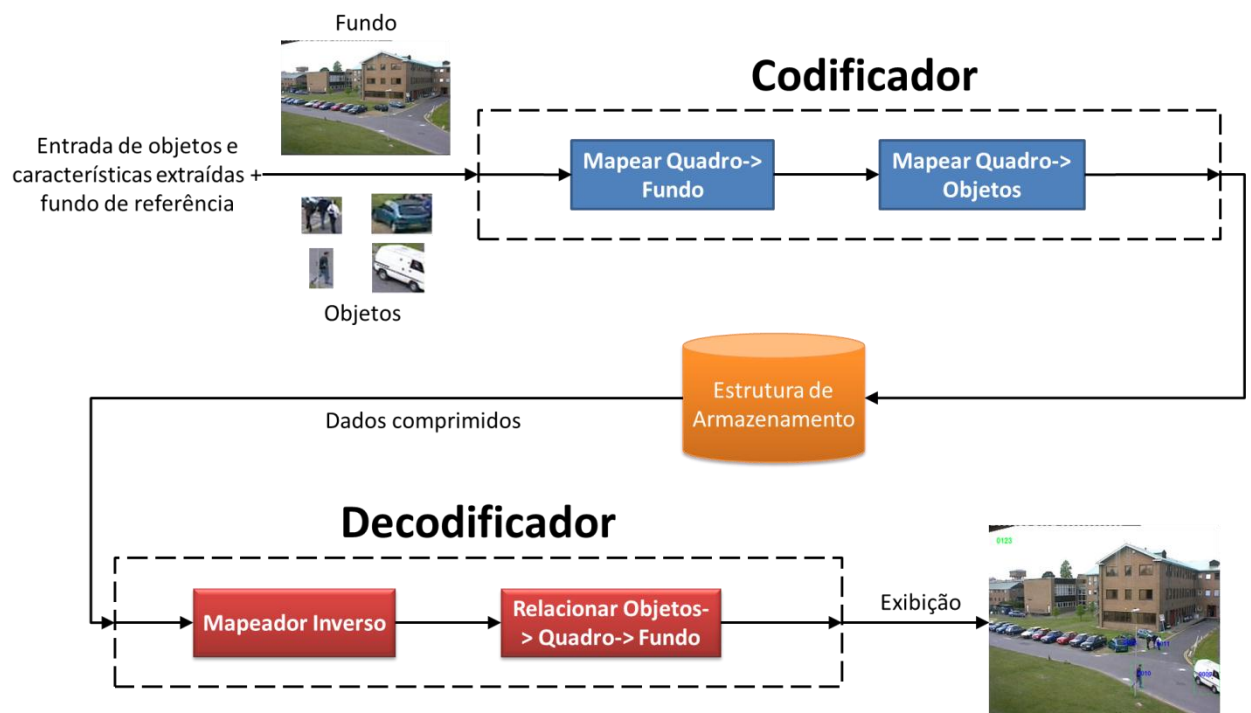 Fundo
Codificador
Entrada de objetos e
características extraídas +
fundo de referência
Mapear Quadro->
Fundo
Mapear Quadro->
Objetos
Objetos
Estrutura de
Armazenamento
Dados comprimidos
Decodificador
Mapeador Inverso
Relacionar Objetos-
> Quadro-> Fundo
Exibição
0123